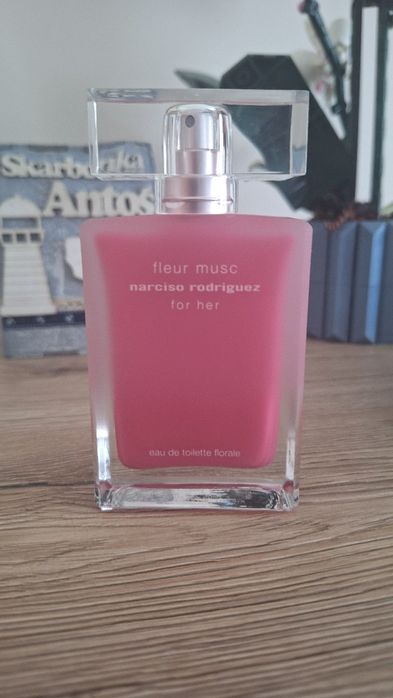 Skarbonka
Antoś
fleur musc
narciso rodriguez
for her
eau de toilette florale